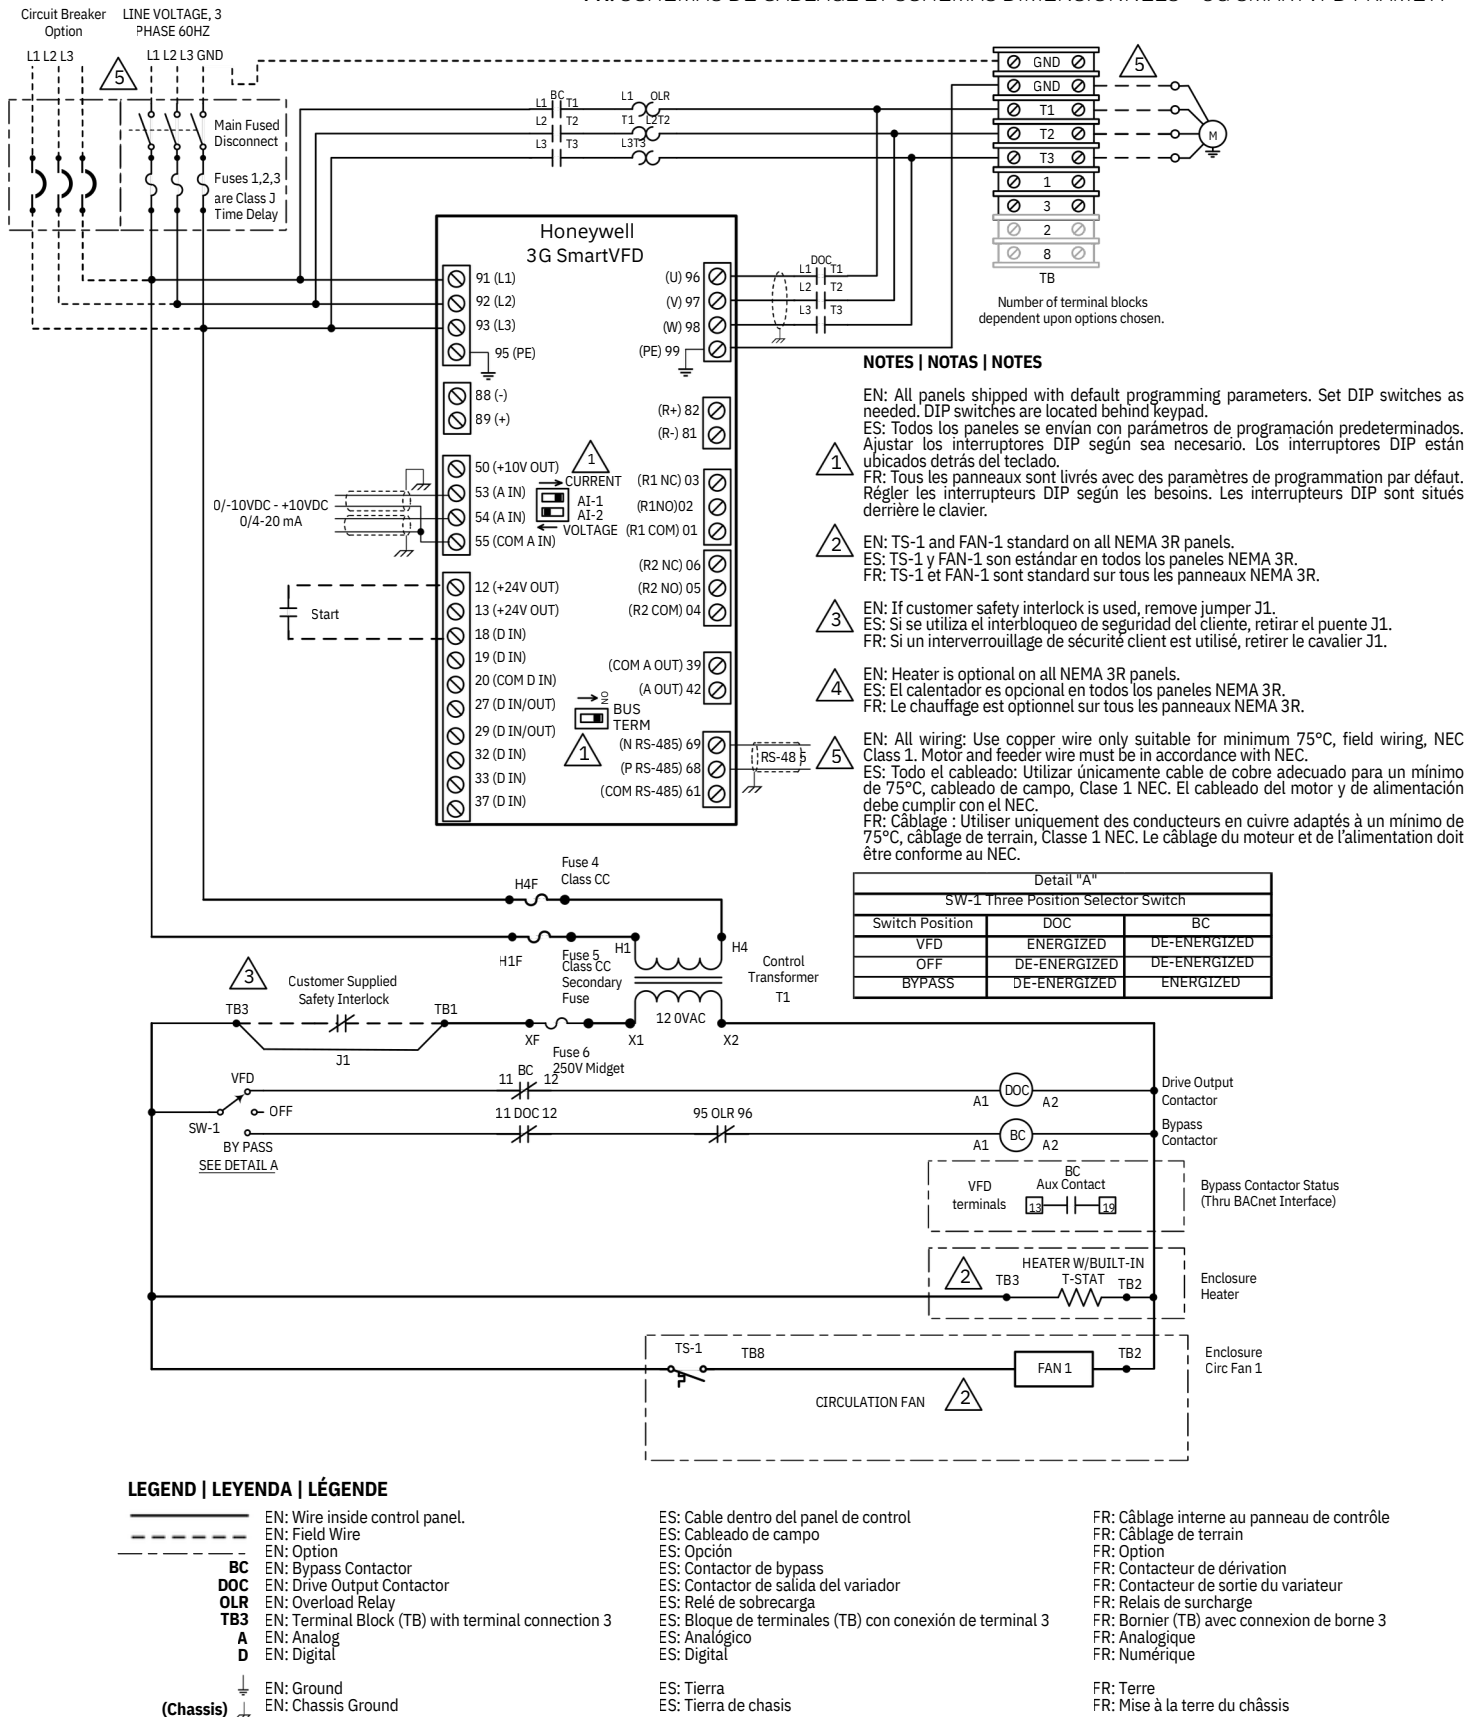 Circuit Breaker
Option
L1 L2 L3
LINE VOLTAGE, 3
PHASE 60HZ
L1 L2 L3 GND
5
Main Fused
Disconnect
Fuses 1,2,3
are Class J
Time Delay
L1 BC T1
L2 T2
L3 T3
L1 OLR
T1 L2T2
L3T3
GND
GND
T1
T2
T3
1
3
2
8
TB
5
M
Number of terminal blocks
dependent upon options chosen.
Honeywell
3G SmartVFD
91 (L1)
92 (L2)
93 (L3)
95 (PE)
88 (-)
89 (+)
50 (+10V OUT)
53 (A IN)
54 (A IN)
55 (COM A IN)
12 (+24V OUT)
13 (+24V OUT)
18 (D IN)
19 (D IN)
20 (COM D IN)
27 (D IN/OUT)
29 (D IN/OUT)
32 (D IN)
33 (D IN)
37 (D IN)
1
CURRENT
AI-1
AI-2
VOLTAGE
ON
BUS
TERM
1
(U) 96
(V) 97
(W) 98
(PE) 99
(R+) 82
(R-) 81
(R1 NC) 03
(R1NO)02
(R1 COM) 01
(R2 NC) 06
(R2 NO) 05
(R2 COM) 04
(COM A OUT) 39
(A OUT) 42
(N RS-485) 69
(P RS-485) 68
(COM RS-485) 61
RS-48 5
DOC
L1 T1
L2 T2
L3 T3
0/-10VDC - +10VDC
0/4-20 mA
Start
NOTES | NOTAS | NOTES
1
EN: All panels shipped with default programming parameters. Set DIP switches as
needed. DIP switches are located behind keypad.
ES: Todos los paneles se envían con parámetros de programación predeterminados.
Ajustar los interruptores DIP según sea necesario. Los interruptores DIP están
ubicados detrás del teclado.
FR: Tous les panneaux sont livrés avec des paramètres de programmation par défaut.
Régler les interrupteurs DIP selon les besoins. Les interrupteurs DIP sont situés
derrière le clavier.
2
EN: TS-1 and FAN-1 standard on all NEMA 3R panels.
ES: TS-1 y FAN-1 son estándar en todos los paneles NEMA 3R.
FR: TS-1 et FAN-1 sont standard sur tous les panneaux NEMA 3R.
3
EN: If customer safety interlock is used, remove jumper J1.
ES: Si se utiliza el interbloqueo de seguridad del cliente, retirar el puente J1.
FR: Si un interverrouillage de sécurité client est utilisé, retirer le cavalier J1.
4
EN: Heater is optional on all NEMA 3R panels.
ES: El calentador es opcional en todos los paneles NEMA 3R.
FR: Le chauffage est optionnel sur tous les panneaux NEMA 3R.
5
EN: All wiring: Use copper wire only suitable for minimum 75°C, field wiring, NEC
Class 1. Motor and feeder wire must be in accordance with NEC.
ES: Todo el cableado: Utilizar únicamente cable de cobre adecuado para un mínimo
de 75°C, cableado de campo, Clase 1 NEC. El cableado del motor y de alimentación
debe cumplir con el NEC.
FR: Câblage : Utiliser uniquement des conducteurs en cuivre adaptés à un mínimo de
75°C, câblage de terrain, Classe 1 NEC. Le câblage du moteur et de l'alimentation doit
être conforme au NEC.
Detail "A"
SW-1 Three Position Selector Switch
Switch Position DOC BC
VFD ENERGIZED DE-ENERGIZED
OFF DE-ENERGIZED DE-ENERGIZED
BYPASS DE-ENERGIZED ENERGIZED
Fuse 4
Class CC
H4F
H1F
Fuse 5
Class CC
Secondary
Fuse
H1
H4
Control
Transformer
T1
12 0VAC
3
Customer Supplied
Safety Interlock
TB3
TB1
J1
XF
X1
X2
Fuse 6
250V Midget
VFD
OFF
SW-1
BY PASS
SEE DETAIL A
11 BC 12
A1 DOC A2
Drive Output
Contactor
11 DOC 12
95 OLR 96
A1 BC A2
Bypass
Contactor
VFD
terminals
BC
Aux Contact
13
19
Bypass Contactor Status
(Thru BACnet Interface)
2
HEATER W/BUILT-IN
T-STAT
TB3
TB2
Enclosure
Heater
TS-1
TB8
FAN 1
TB2
Enclosure
Circ Fan 1
CIRCULATION FAN
2
LEGEND | LEYENDA | LÉGENDE
EN: Wire inside control panel. ES: Cable dentro del panel de control FR: Câblage interne au panneau de contrôle
EN: Field Wire ES: Cableado de campo FR: Câblage de terrain
EN: Option ES: Opción FR: Option
BC EN: Bypass Contactor ES: Contactor de bypass FR: Contacteur de dérivation
DOC EN: Drive Output Contactor ES: Contactor de salida del variador FR: Contacteur de sortie du variateur
OLR EN: Overload Relay ES: Relé de sobrecarga FR: Relais de surcharge
TB3 EN: Terminal Block (TB) with terminal connection 3 ES: Bloque de terminales (TB) con conexión de terminal 3 FR: Bornier (TB) avec connexion de borne 3
A EN: Analog ES: Analógico FR: Analogique
D EN: Digital ES: Digital FR: Numérique
EN: Ground ES: Tierra FR: Terre
(Chassis) EN: Chassis Ground ES: Tierra de chasis FR: Mise à la terre du châssis